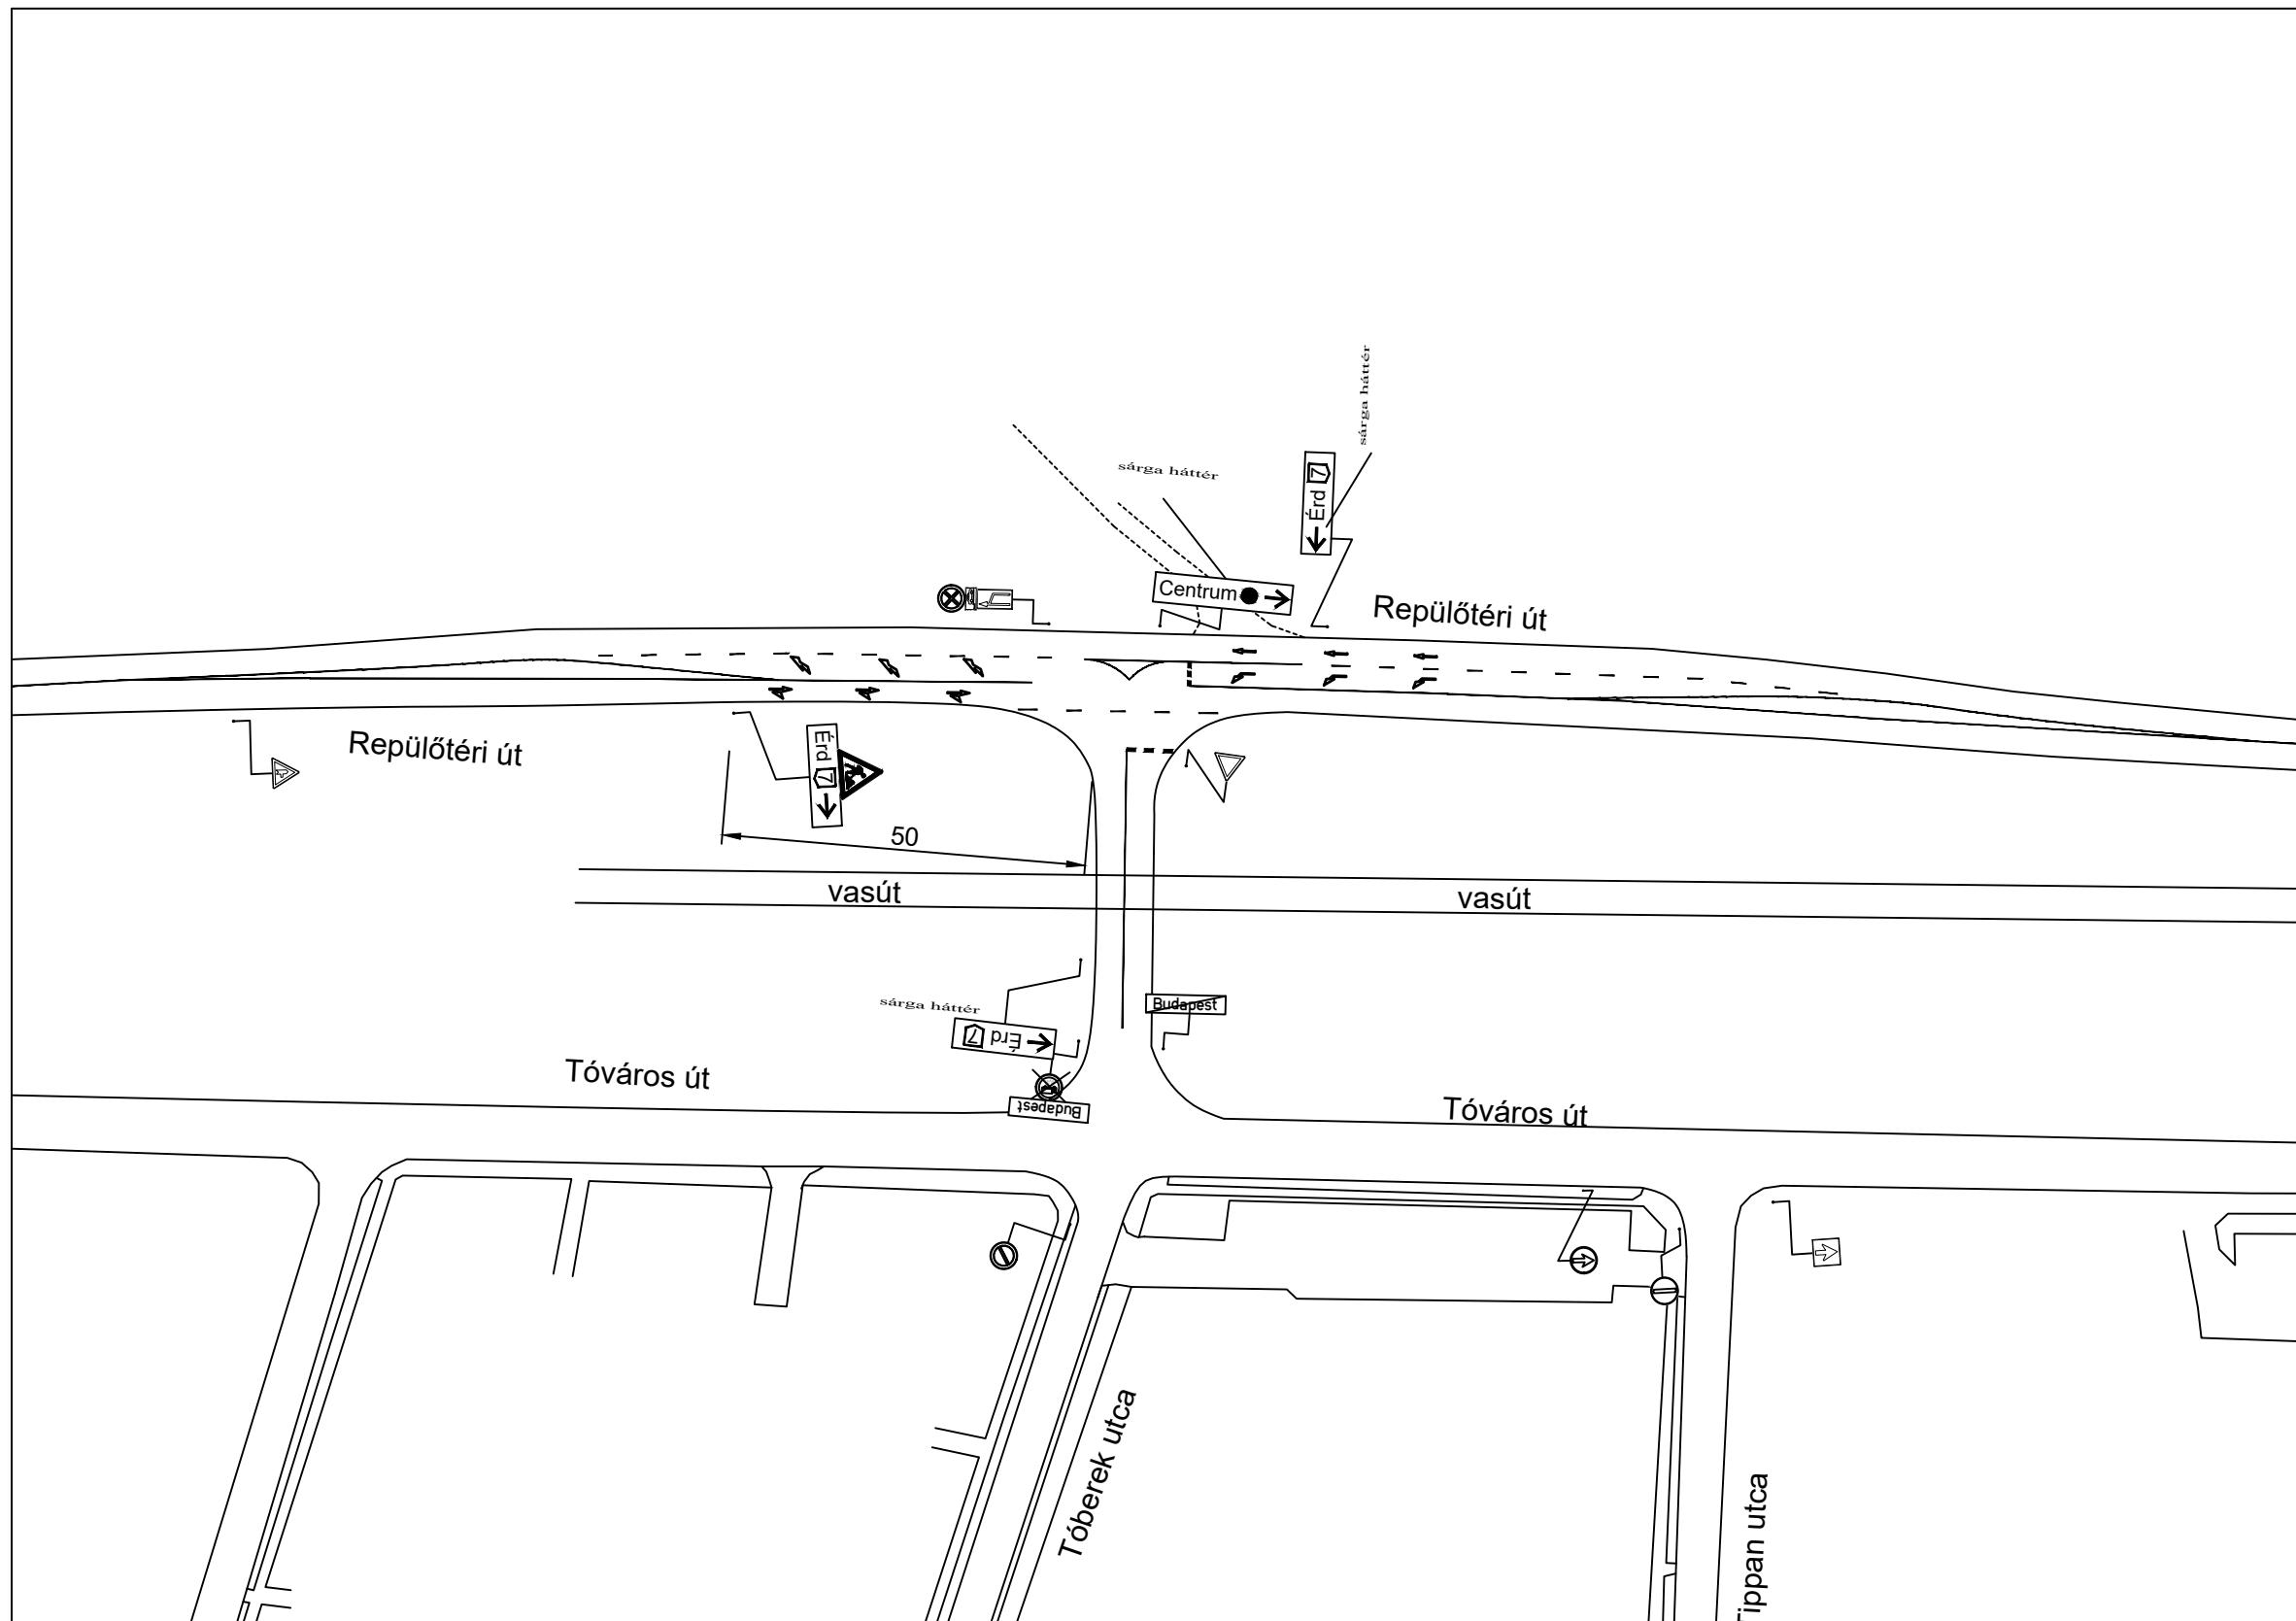 sárga háttér
sárga háttér
7 Érd
Centrum
Repülőtéri út
Repülőtéri út
Érd 7
50
vasút
vasút
sárga háttér
Érd 7
Budapest
Tóváros út
Budapest
Tóváros út
Tóberek utca
Tippan utca